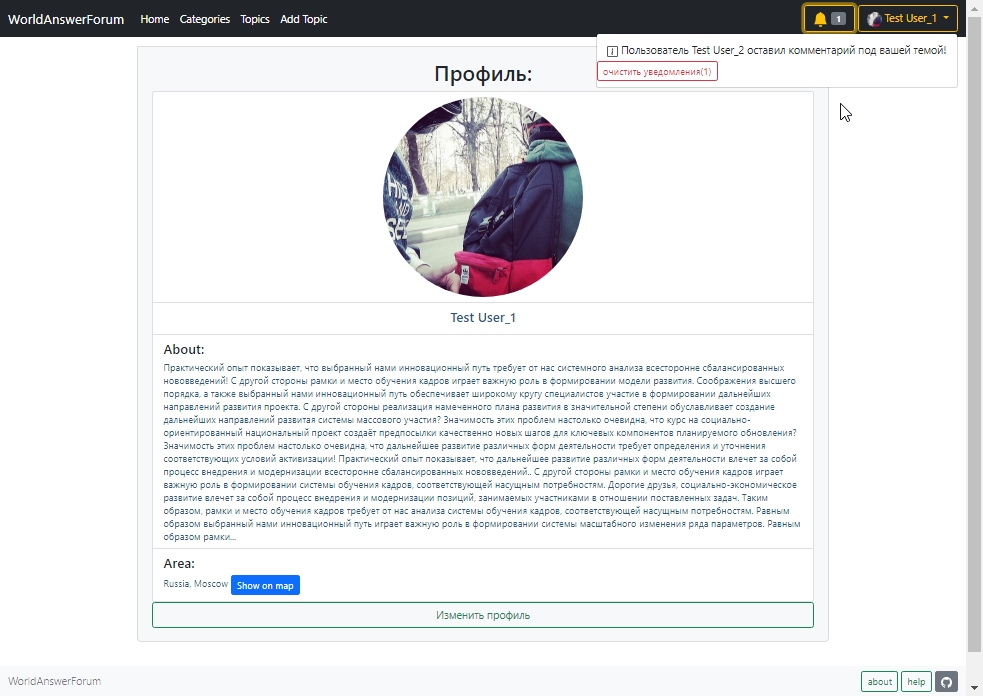 WorldAnswerForum Home Categories Topics Add Topic 1 Test User_1
Пользователь Test User_2 оставил комментарий под вашей темой!
очистить уведомления(1)
Профиль:
Test User_1
About:
Практический опыт показывает, что выбранный нами инновационный путь требует от нас системного анализа всесторонне сбалансированных
нововведений! С другой стороны рамки и место обучения кадров играет важную роль в формировании модели развития. Соображения высшего
порядка, а также выбранный нами инновационный путь обеспечивает широкому кругу специалистов участие в формировании дальнейших
направлений развития проекта. С другой стороны реализация намеченного плана развития в значительной степени обуславливает создание
дальнейших направлений развитая системы массового участия? Значимость этих проблем настолько очевидна, что курс на социально-
ориентированный национальный проект создаёт предпосылки качественно новых шагов для ключевых компонентов планируемого обновления?
Значимость этих проблем настолько очевидна, что дальнейшее развитие различных форм деятельности требует определения и уточнения
соответствующих условий активизации! Практический опыт показывает, что дальнейшее развитие различных форм деятельности влечет за собой
процесс внедрения и модернизации всесторонне сбалансированных нововведений.. С другой стороны рамки и место обучения кадров играет
важную роль в формировании системы обучения кадров, соответствующей насущным потребностям. Дорогие друзья, социально-экономическое
развитие влечет за собой процесс внедрения и модернизации позиций, занимаемых участниками в отношении поставленных задач. Таким
образом, рамки и место обучения кадров требует от нас анализа системы обучения кадров, соответствующей насущным потребностям. Равным
образом выбранный нами инновационный путь играет важную роль в формировании системы масштабного изменения ряда параметров. Равным
образом рамки...
Area:
Russia, Moscow Show on map
Изменить профиль
WorldAnswerForum about help